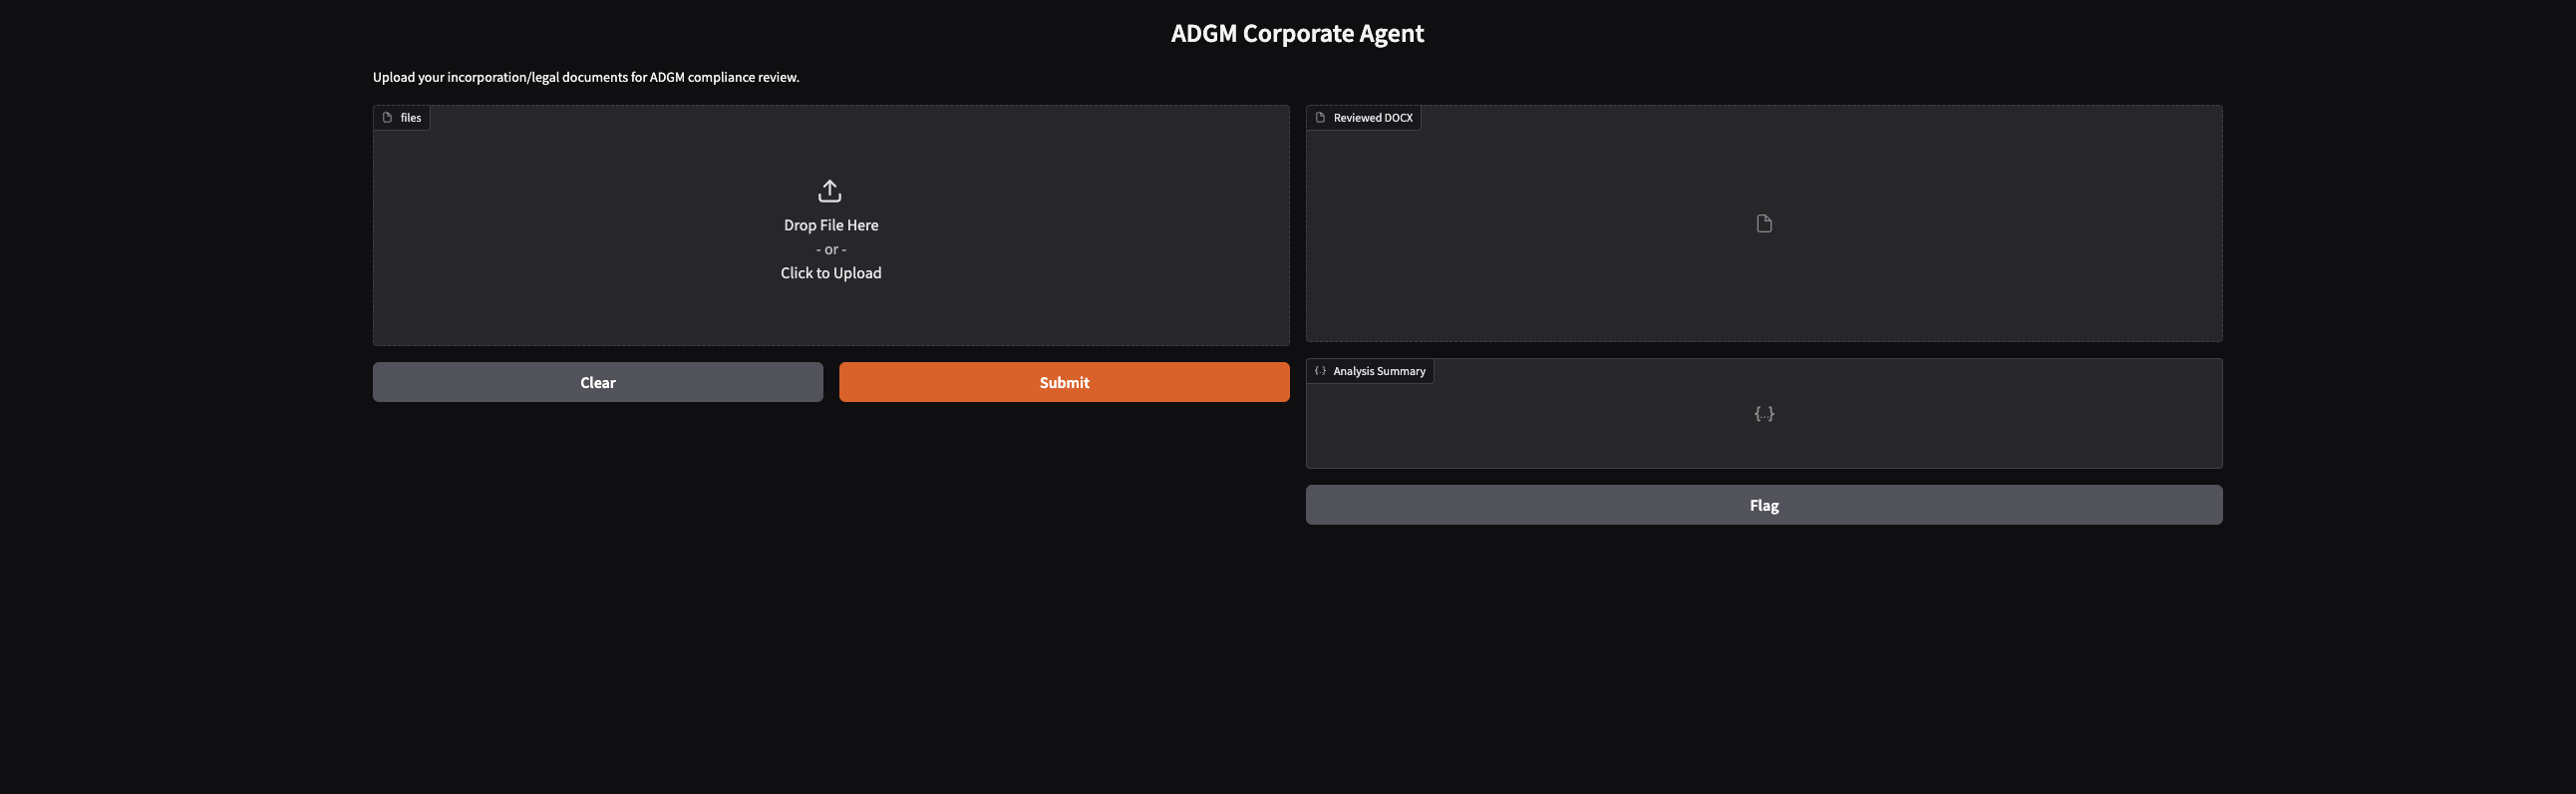 ADGM Corporate Agent
Upload your incorporation/legal documents for ADGM compliance review.
files
Drop File Here
- or -
Click to Upload
Clear
Submit
Reviewed DOCX
Analysis Summary
Flag